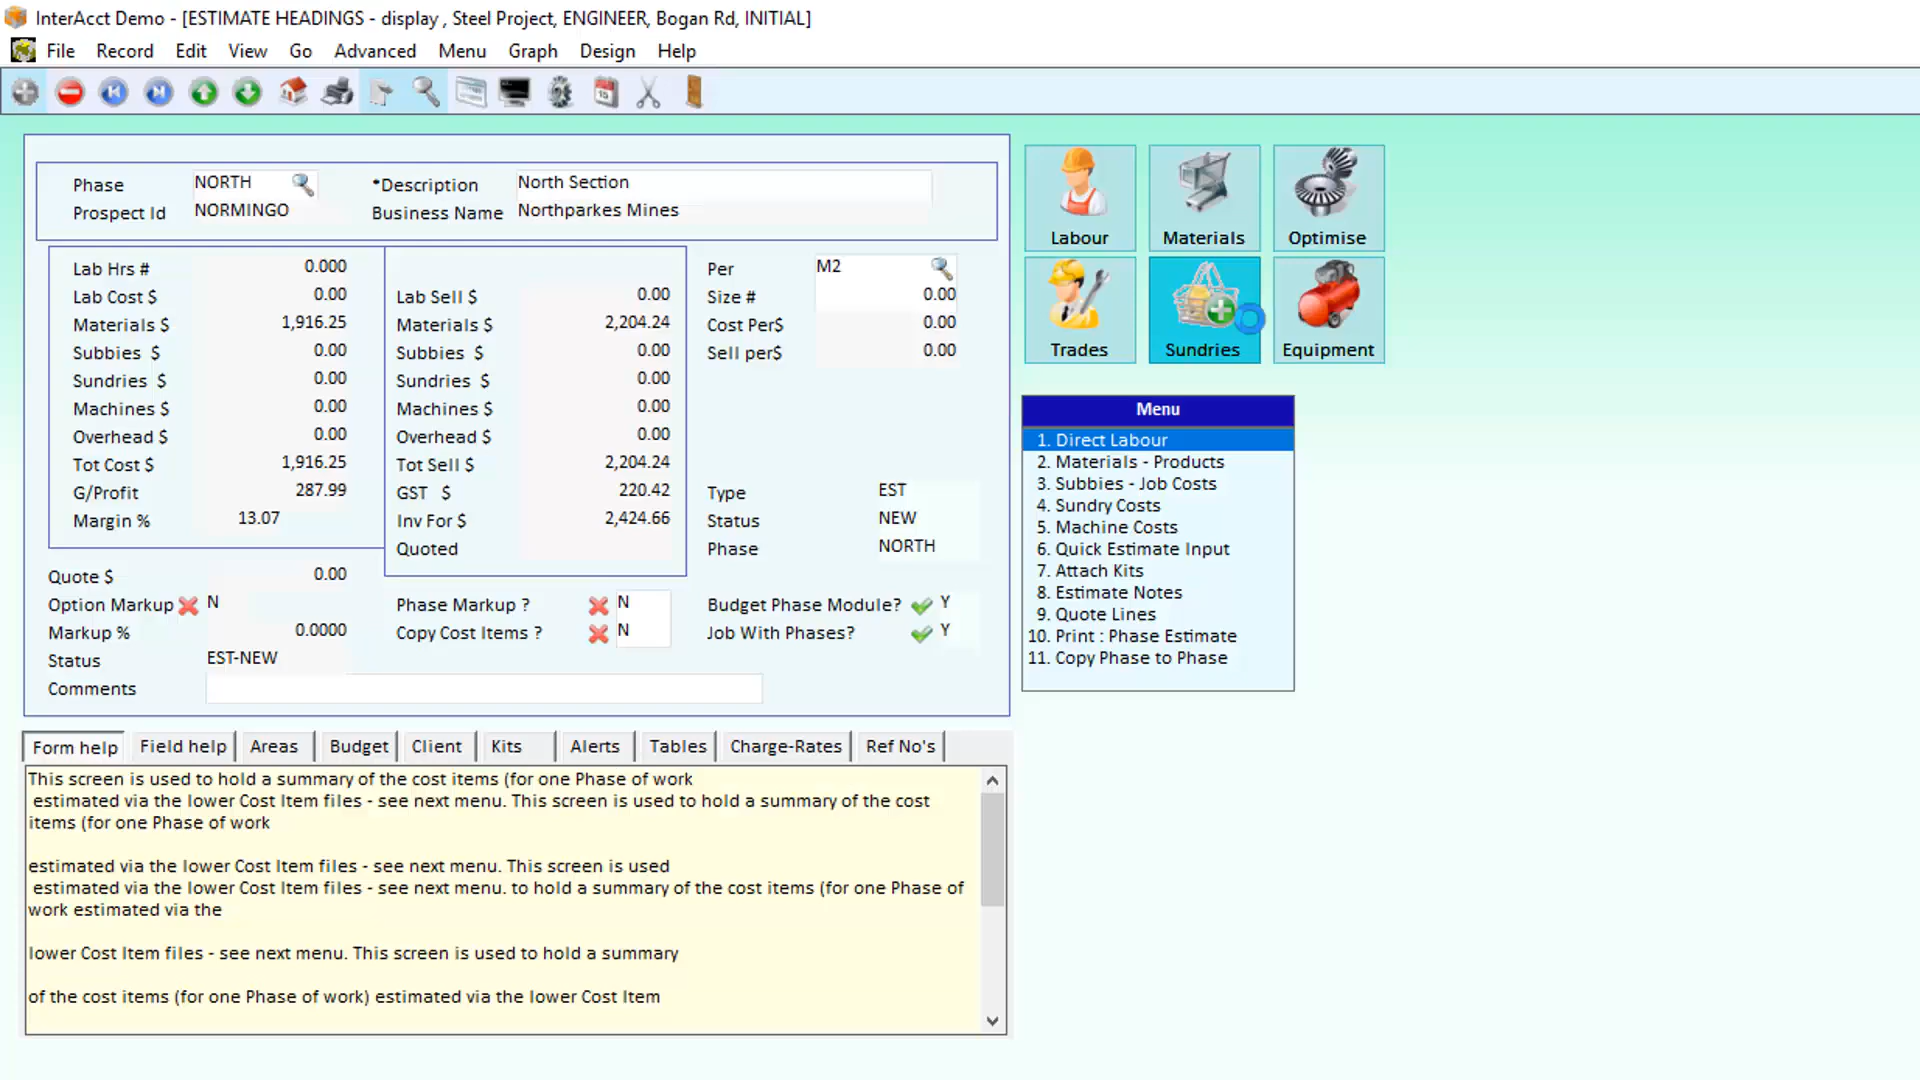 InterAcct Demo - [ESTIMATE HEADINGS - display , Steel Project, ENGINEER, Bogan Rd, INITIAL]
File Record Edit View Go Advanced Menu Graph Design Help
15
Phase NORTH *Description North Section
Prospect Id NORMINGO Business Name Northparkes Mines
Lab Hrs # 0.000
Lab Cost $ 0.00
Materials $ 1,916.25
Subbies $ 0.00
Sundries $ 0.00
Machines $ 0.00
Overhead $ 0.00
Tot Cost $ 1,916.25
G/Profit 287.99
Margin % 13.07
Lab Sell $ 0.00
Materials $ 2,204.24
Subbies $ 0.00
Sundries $ 0.00
Machines $ 0.00
Overhead $ 0.00
Tot Sell $ 2,204.24
GST $ 220.42
Inv For $ 2,424.66
Quoted
Per M2
Size # 0.00
Cost Per$ 0.00
Sell per$ 0.00
Type EST
Status NEW
Phase NORTH
Quote $ 0.00
Option Markup N Phase Markup ? N Budget Phase Module? Y
Markup % 0.0000 Copy Cost Items ? N Job With Phases? Y
Status EST-NEW
Comments
Labour Materials Optimise
Trades Sundries Equipment
Menu
1. Direct Labour
2. Materials - Products
3. Subbies - Job Costs
4. Sundry Costs
5. Machine Costs
6. Quick Estimate Input
7. Attach Kits
8. Estimate Notes
9. Quote Lines
10. Print : Phase Estimate
11. Copy Phase to Phase
Form help Field help Areas Budget Client Kits Alerts Tables Charge-Rates Ref No's
This screen is used to hold a summary of the cost items (for one Phase of work
estimated via the lower Cost Item files - see next menu. This screen is used to hold a summary of the cost
items (for one Phase of work
estimated via the lower Cost Item files - see next menu. This screen is used
estimated via the lower Cost Item files - see next menu. to hold a summary of the cost items (for one Phase of
work estimated via the
lower Cost Item files - see next menu. This screen is used to hold a summary
of the cost items (for one Phase of work) estimated via the lower Cost Item